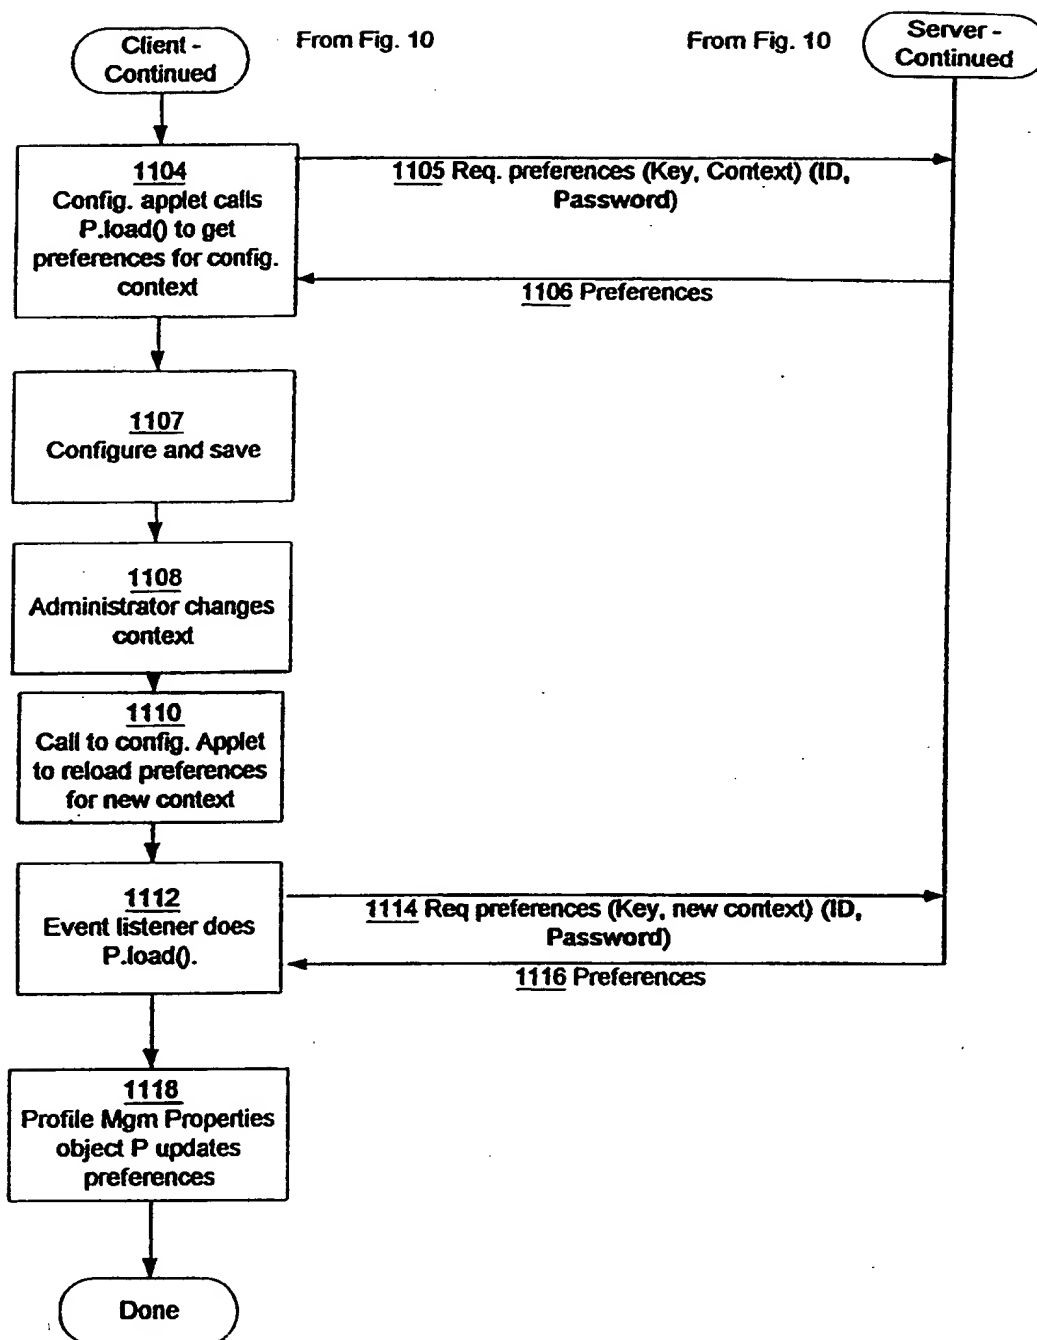 Client -
Continued
From Fig. 10
From Fig. 10
Server -
Continued
1104
Config. applet calls
P.load() to get
preferences for config.
context
1105 Req. preferences (Key, Context) (ID,
Password)
1106 Preferences
1107
Configure and save
1108
Administrator changes
context
1110
Call to config. Applet
to reload preferences
for new context
1112
Event listener does
P.load().
1114 Req preferences (Key, new context) (ID,
Password)
1116 Preferences
1118
Profile Mgm Properties
object P updates
preferences
Done